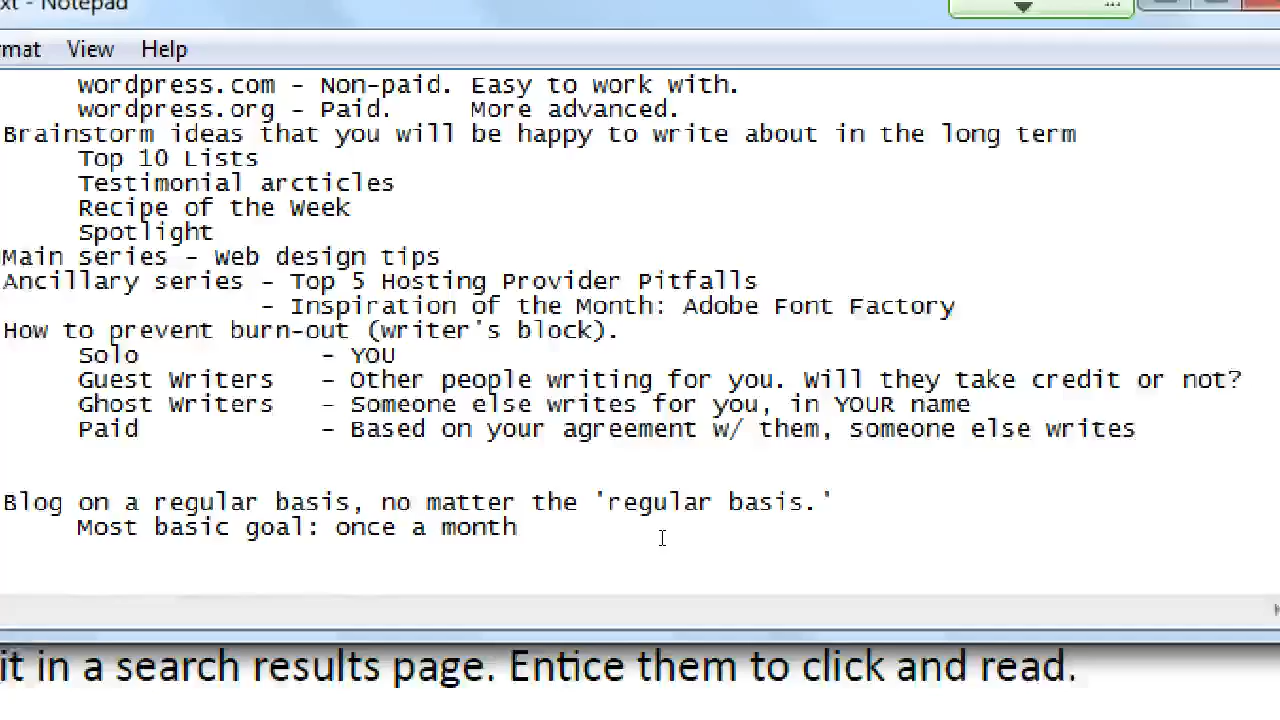 xt - Notepad
rmat View Help
wordpress.com - Non-paid. Easy to work with.
wordpress.org - Paid. More advanced.
Brainstorm ideas that you will be happy to write about in the long term
Top 10 Lists
Testimonial arcticles
Recipe of the Week
Spotlight
Main series - Web design tips
Ancillary series - Top 5 Hosting Provider Pitfalls
- Inspiration of the Month: Adobe Font Factory
How to prevent burn-out (writer's block).
Solo - YOU
Guest Writers - Other people writing for you. Will they take credit or not?
Ghost Writers - Someone else writes for you, in YOUR name
Paid - Based on your agreement w/ them, someone else writes
Blog on a regular basis, no matter the 'regular basis.'
Most basic goal: once a month
it in a search results page. Entice them to click and read.